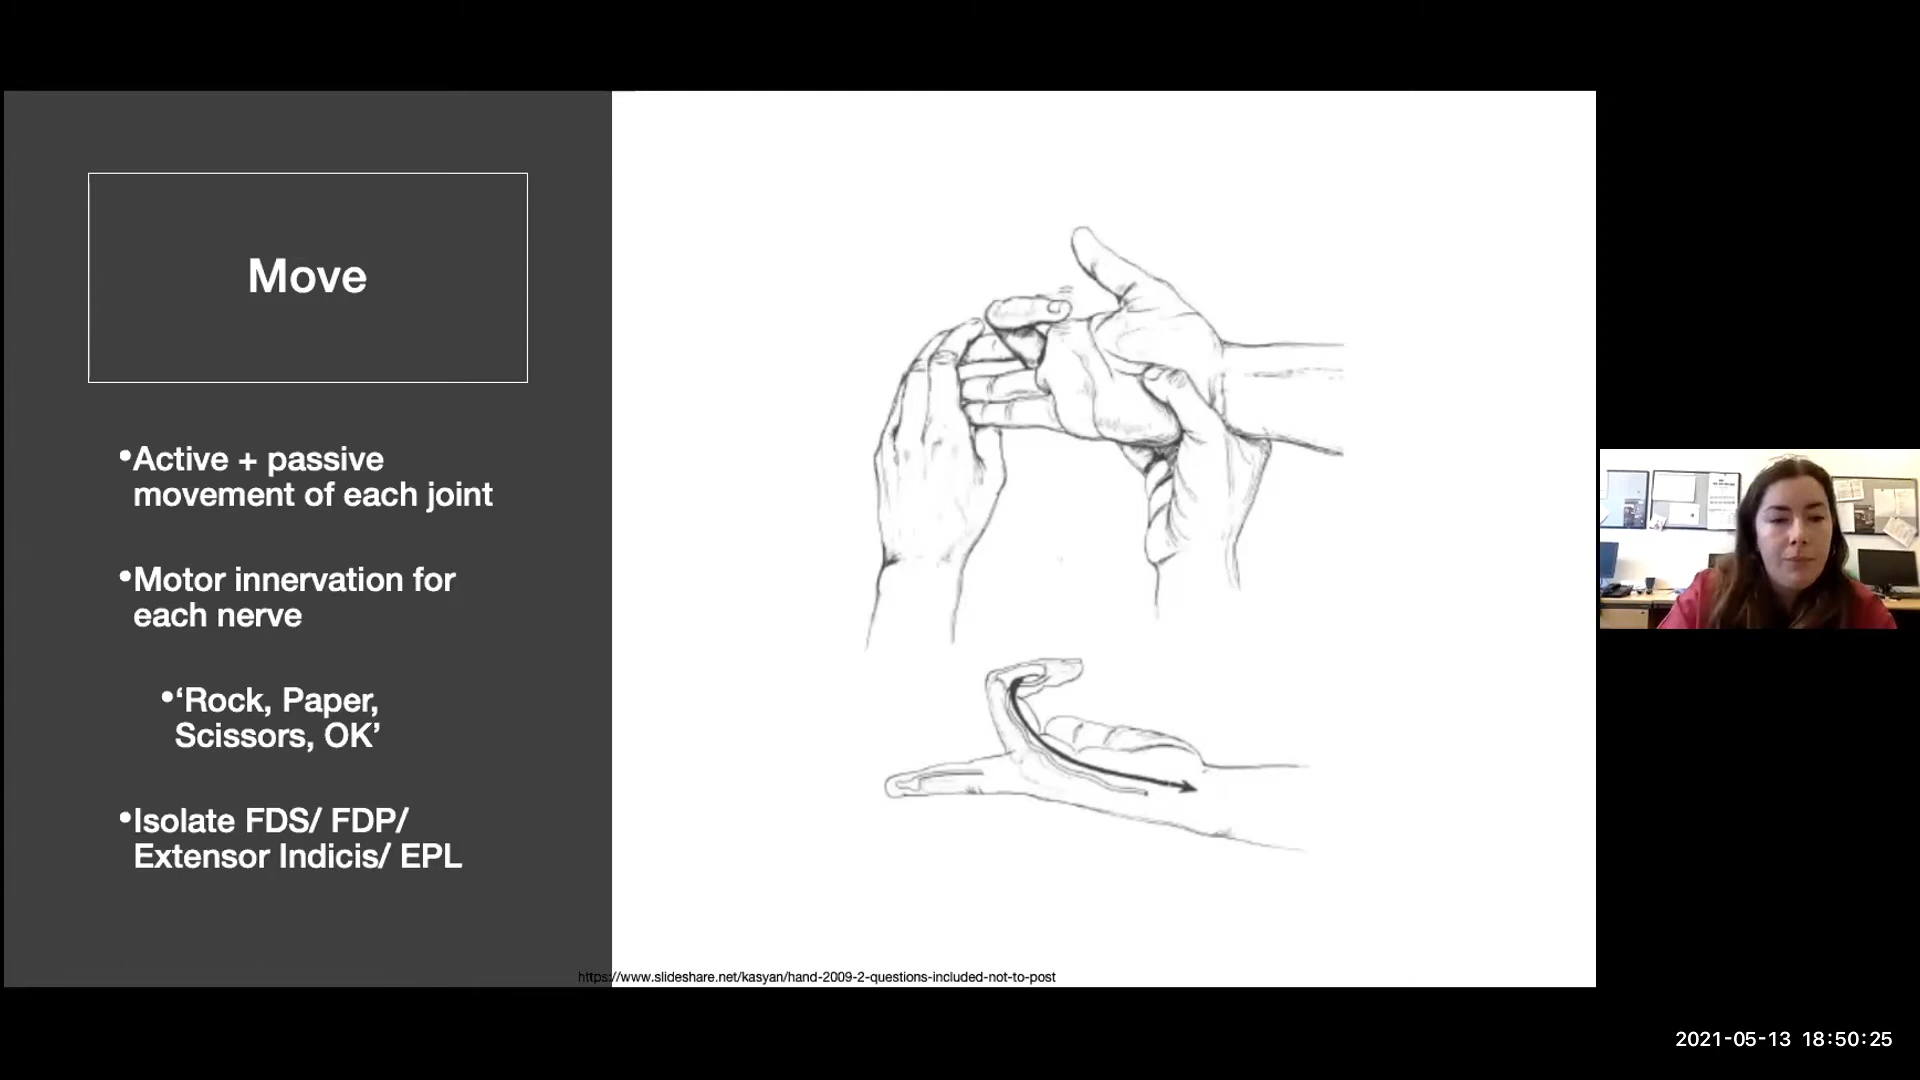 Move
•Active + passive
movement of each joint
•Motor innervation for
each nerve
•‘Rock, Paper,
Scissors, OK’
•Isolate FDS/ FDP/
Extensor Indicis/ EPL
https://www.slideshare.net/kasyan/hand-2009-2-questions-included-not-to-post
2021-05-13 18:50:25